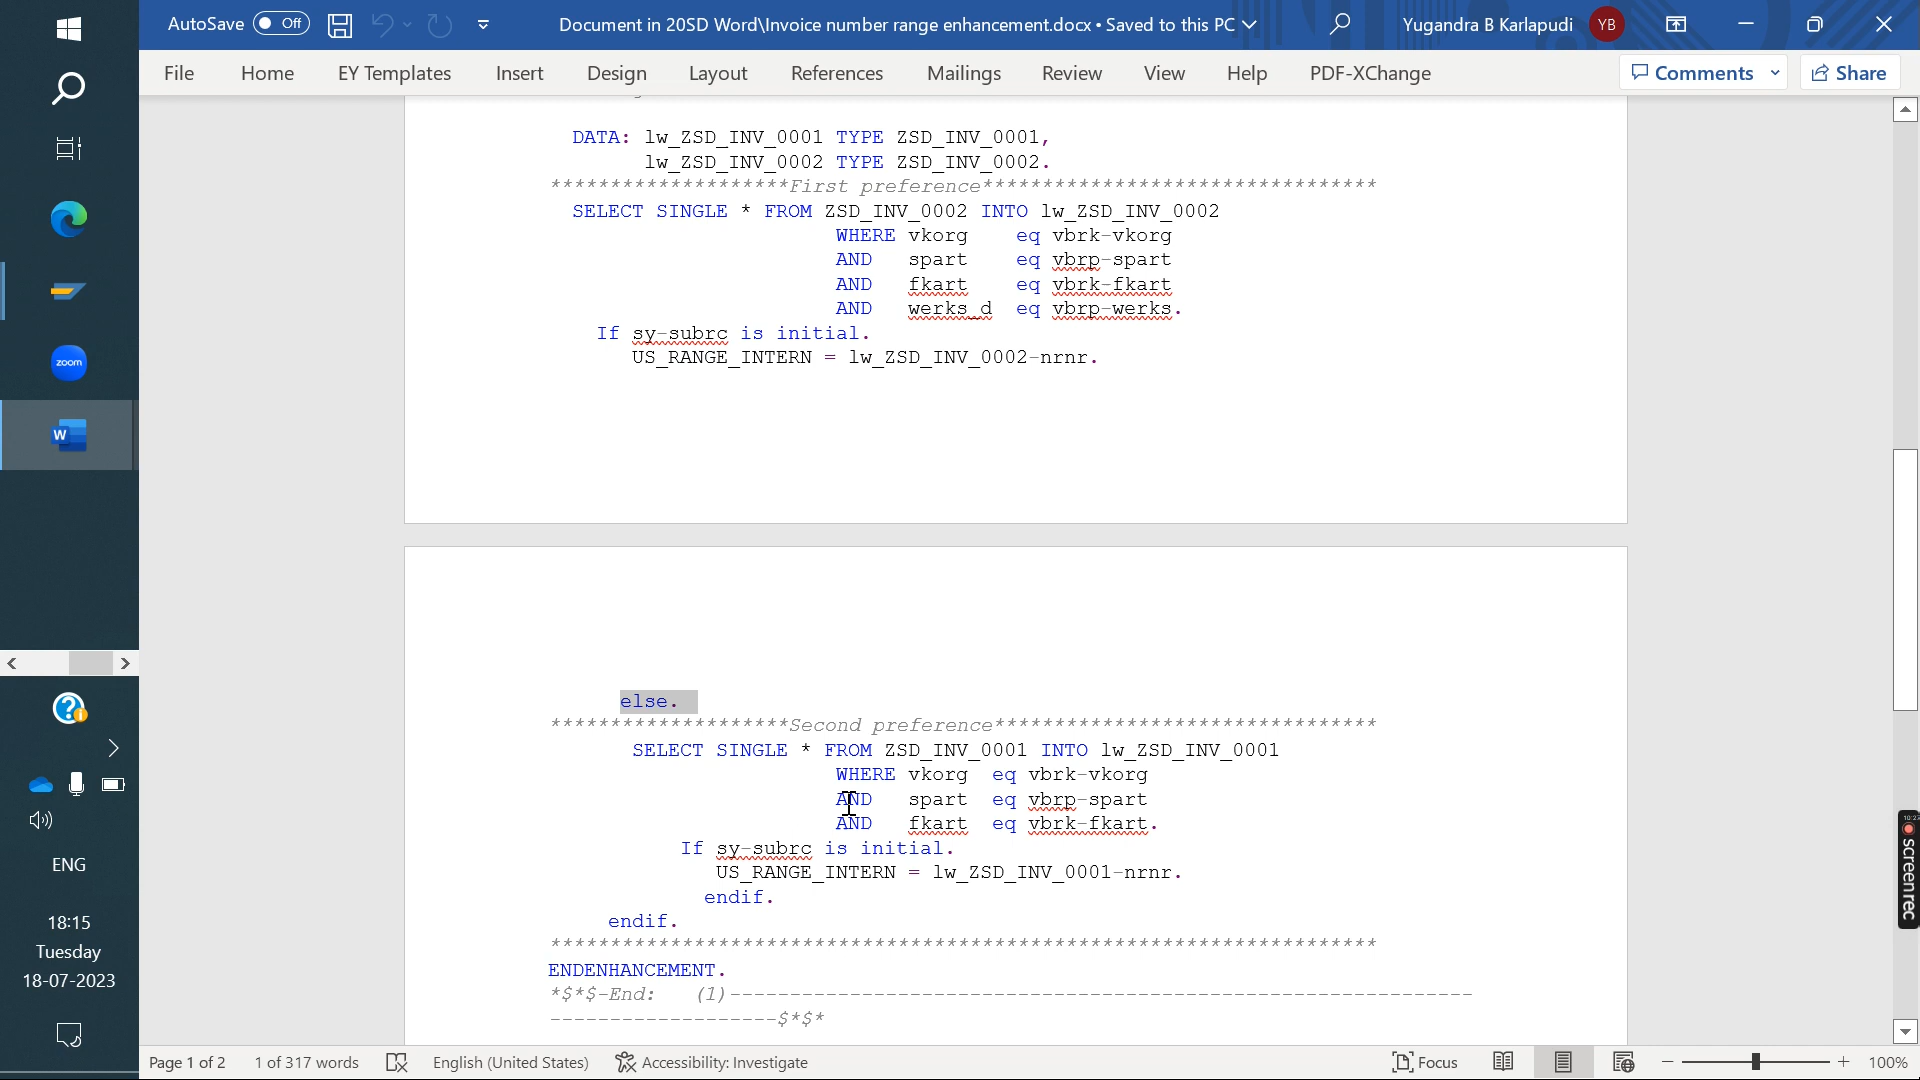 AutoSave Off Document in 20SD Word\Invoice number range enhancement.docx • Saved to this PC Yugandra B Karlapudi YB
File Home EY Templates Insert Design Layout References Mailings Review View Help PDF-XChange Comments Share
DATA: lw_ZSD_INV_0001 TYPE ZSD_INV_0001,
lw_ZSD_INV_0002 TYPE ZSD_INV_0002.
********************First preference*********************************
SELECT SINGLE * FROM ZSD_INV_0002 INTO lw_ZSD_INV_0002
WHERE vkorg eq vbrk-vkorg
AND spart eq vbrp-spart
AND fkart eq vbrk-fkart
AND werks_d eq vbrp-werks.
If sy-subrc is initial.
US_RANGE_INTERN = lw_ZSD_INV_0002-nrnr.
else.
********************Second preference********************************
SELECT SINGLE * FROM ZSD_INV_0001 INTO lw_ZSD_INV_0001
WHERE vkorg eq vbrk-vkorg
AND spart eq vbrp-spart
AND fkart eq vbrk-fkart.
If sy-subrc is initial.
US_RANGE_INTERN = lw_ZSD_INV_0001-nrnr.
endif.
endif.
*********************************************************************
ENDENHANCEMENT.
*$*$-End: (1)--------------------------------------------------------------
-------------------$*$*
zoom
W
ENG
18:15
Tuesday
18-07-2023
screenrec
Page 1 of 2 1 of 317 words English (United States) Accessibility: Investigate Focus 100%